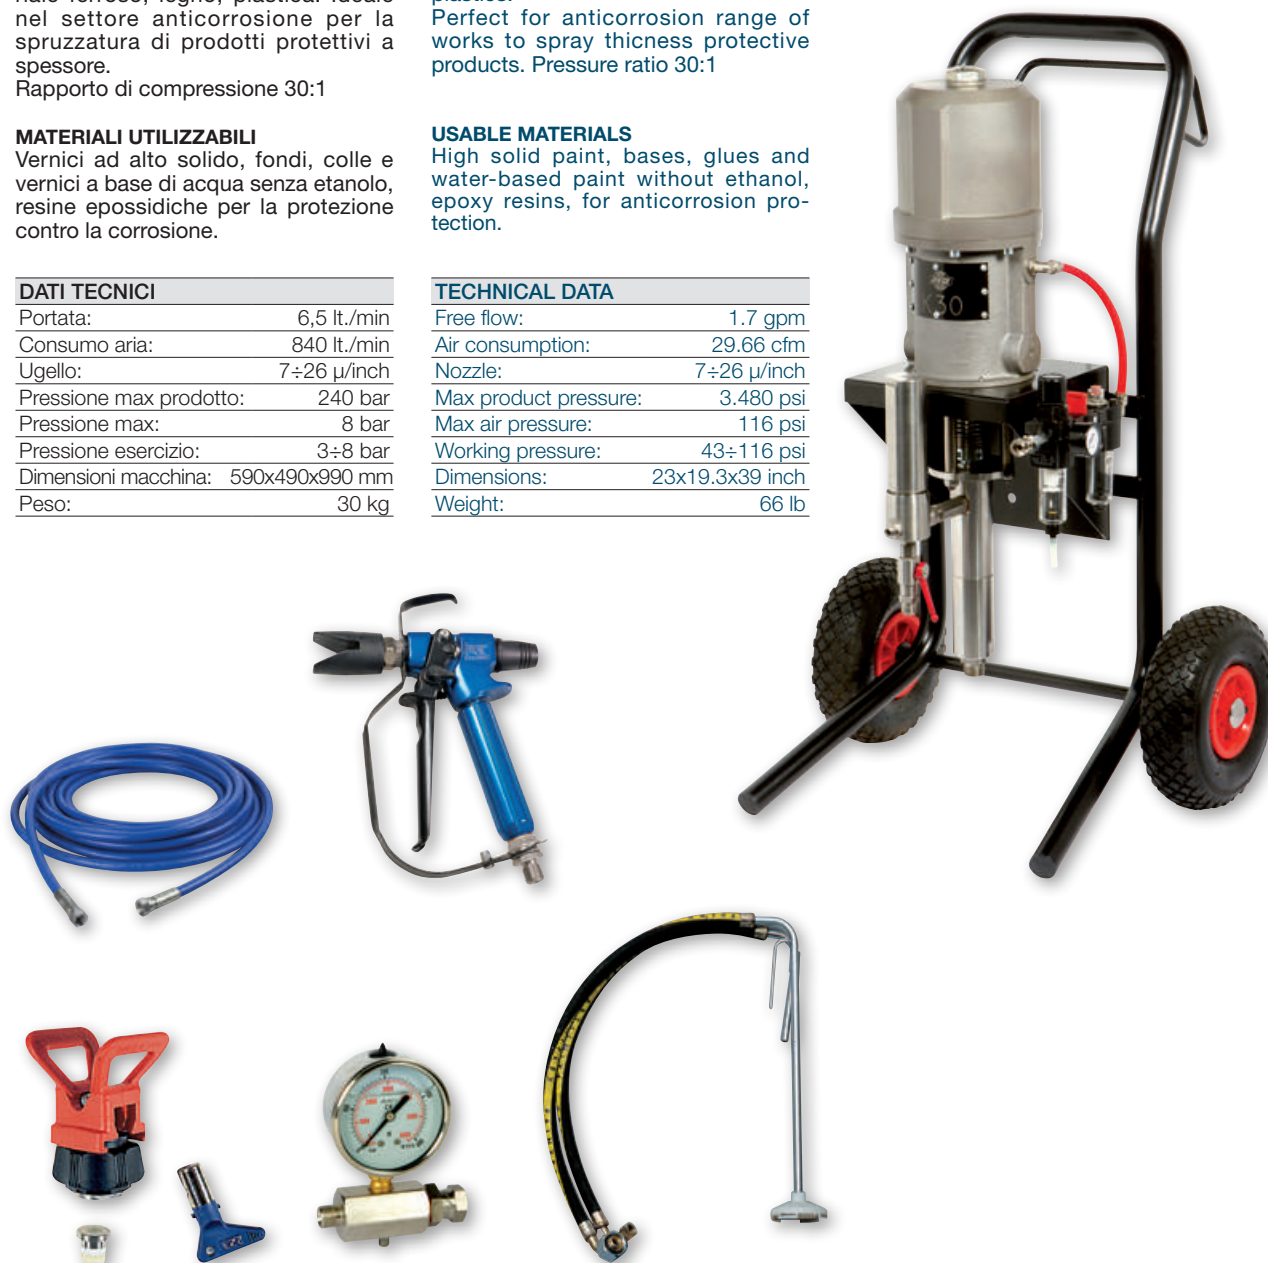 nel settore anticorrosione per la
spruzzatura di prodotti protettivi a
spessore.
Rapporto di compressione 30:1
MATERIALI UTILIZZABILI
Vernici ad alto solido, fondi, colle e
vernici a base di acqua senza etanolo,
resine epossidiche per la protezione
contro la corrosione.
DATI TECNICI
Portata: 6,5 lt./min
Consumo aria: 840 lt./min
Ugello: 7÷26 µ/inch
Pressione max prodotto: 240 bar
Pressione max: 8 bar
Pressione esercizio: 3÷8 bar
Dimensioni macchina: 590x490x990 mm
Peso: 30 kg
plastics.
Perfect for anticorrosion range of
works to spray thicness protective
products. Pressure ratio 30:1
USABLE MATERIALS
High solid paint, bases, glues and
water-based paint without ethanol,
epoxy resins, for anticorrosion pro-
tection.
TECHNICAL DATA
Free flow: 1.7 gpm
Air consumption: 29.66 cfm
Nozzle: 7÷26 µ/inch
Max product pressure: 3.480 psi
Max air pressure: 116 psi
Working pressure: 43÷116 psi
Dimensions: 23x19.3x39 inch
Weight: 66 lb
K30